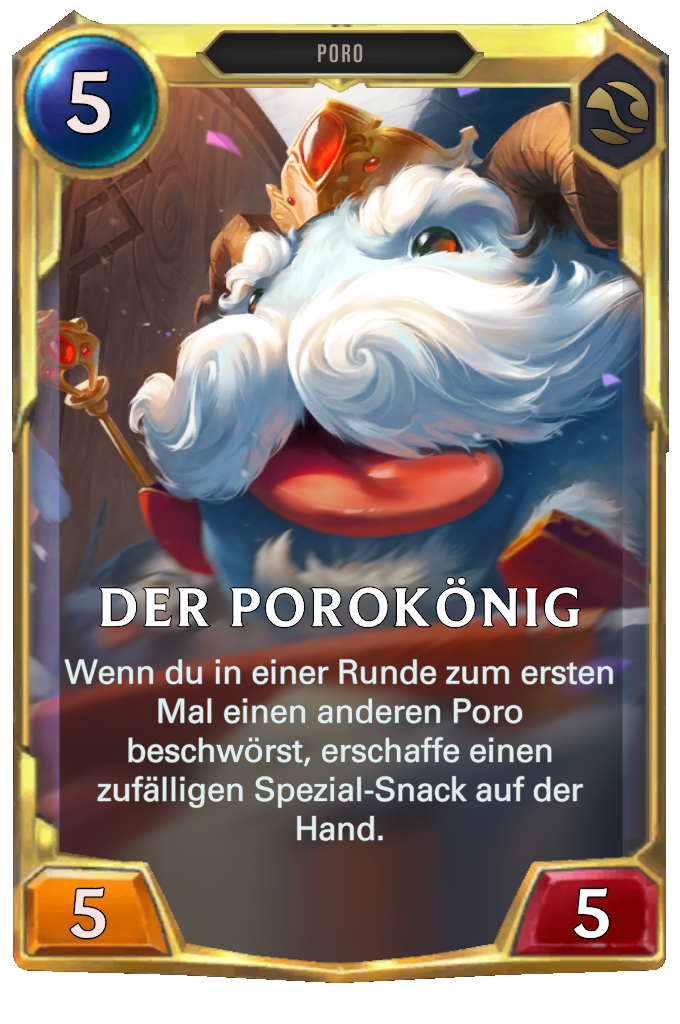 PORO
5
DER POROKÖNIG
Wenn du in einer Runde zum ersten
Mal einen anderen Poro
beschwörst, erschaffe einen
zufälligen Spezial-Snack auf der
Hand.
5
5